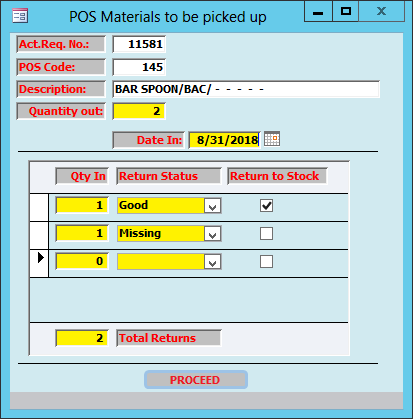 POS Materials to be picked up
Act.Req. No.: 11581
POS Code: 145
Description: BAR SPOON/BAC/ - - - - -
Quantity out: 2
Date In: 8/31/2018
Qty In Return Status Return to Stock
1 Good
1 Missing
0
2 Total Returns
PROCEED